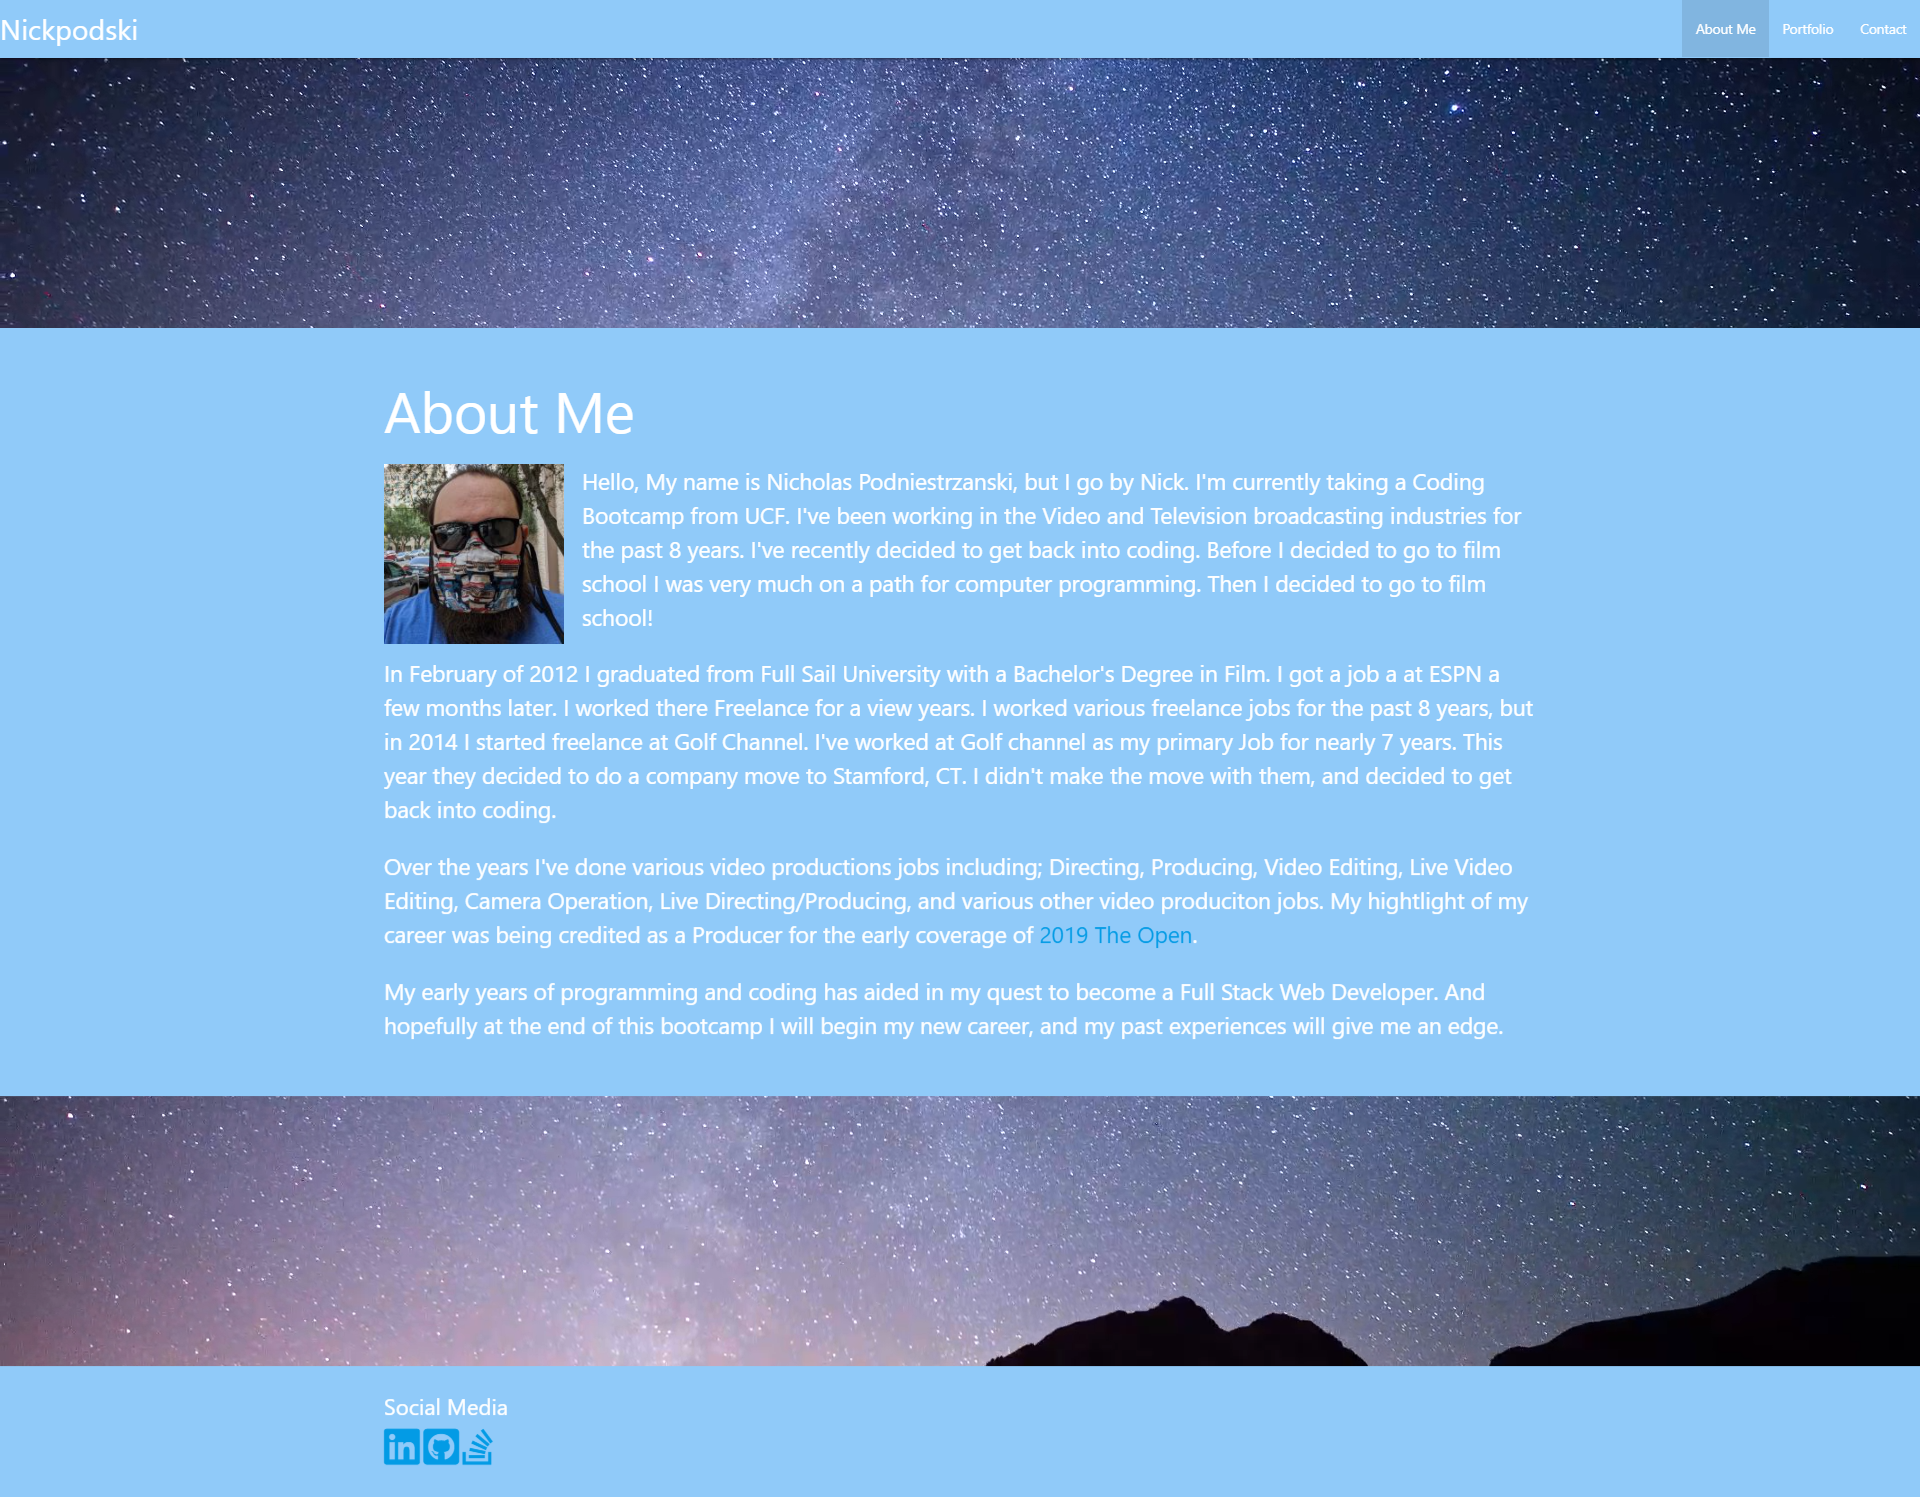 Nickpodski
About Me
Portfolio
Contact
About Me
Hello, My name is Nicholas Podniestrzanski, but I go by Nick. I'm currently taking a Coding
Bootcamp from UCF. I've been working in the Video and Television broadcasting industries for
the past 8 years. I've recently decided to get back into coding. Before I decided to go to film
school I was very much on a path for computer programming. Then I decided to go to film
school!
In February of 2012 I graduated from Full Sail University with a Bachelor's Degree in Film. I got a job a at ESPN a
few months later. I worked there Freelance for a view years. I worked various freelance jobs for the past 8 years, but
in 2014 I started freelance at Golf Channel. I've worked at Golf channel as my primary Job for nearly 7 years. This
year they decided to do a company move to Stamford, CT. I didn't make the move with them, and decided to get
back into coding.
Over the years I've done various video productions jobs including; Directing, Producing, Video Editing, Live Video
Editing, Camera Operation, Live Directing/Producing, and various other video produciton jobs. My hightlight of my
career was being credited as a Producer for the early coverage of 2019 The Open.
My early years of programming and coding has aided in my quest to become a Full Stack Web Developer. And
hopefully at the end of this bootcamp I will begin my new career, and my past experiences will give me an edge.
Social Media
in